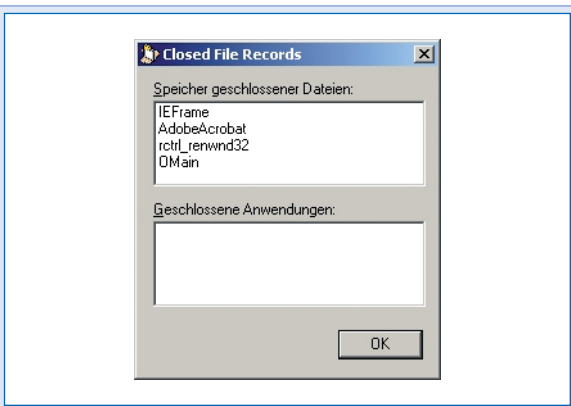 Closed File Records
Speicher geschlossener Dateien:
IEFrame
AdobeAcrobat
rctrl_renwnd32
OMain
Geschlossene Anwendungen:
OK